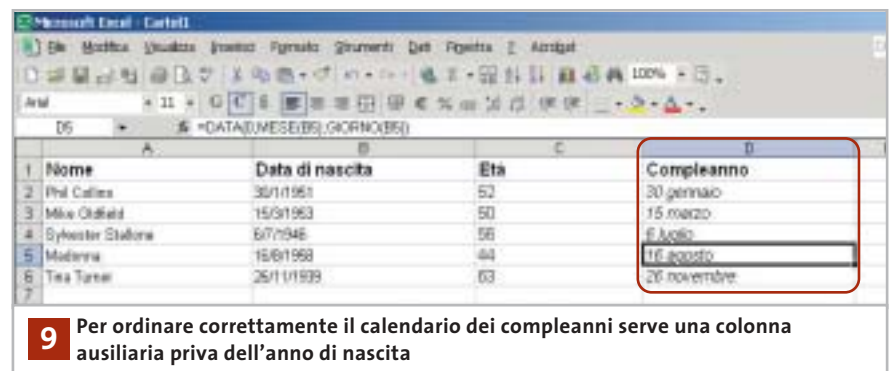 Microsoft Excel - Cartel1
File Modifica Visualizza Inserisci Formato Strumenti Dati Finestra ? Acrobat
100%
Arial 11 G C S
D5 =DATA(0;MESE(B5);GIORNO(B5))
A B C D
1 Nome Data di nascita Età Compleanno
2 Phil Collins 30/1/1951 52 30 gennaio
3 Mike Oldfield 15/3/1953 50 15 marzo
4 Sylvester Stallone 6/7/1946 56 6 luglio
5 Madonna 16/8/1958 44 16 agosto
6 Tina Turner 26/11/1939 63 26 novembre
7
9 Per ordinare correttamente il calendario dei compleanni serve una colonna
ausiliaria priva dell’anno di nascita